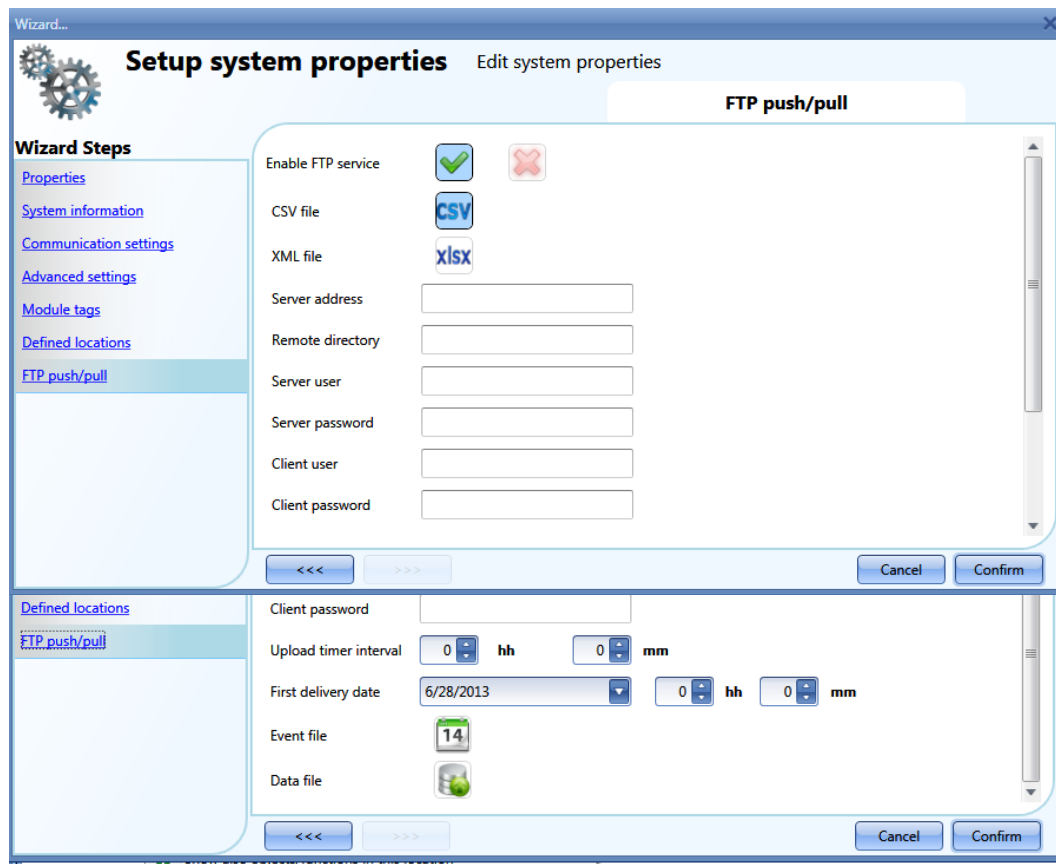 Wizard...
Setup system properties Edit system properties
FTP push/pull
Wizard Steps
Properties
System information
Communication settings
Advanced settings
Module tags
Defined locations
FTP push/pull
Enable FTP service
CSV file CSV
XML file xlsx
Server address
Remote directory
Server user
Server password
Client user
Client password
<<< >>> Cancel Confirm
Defined locations
FTP push/pull
Client password
Upload timer interval 0 hh 0 mm
First delivery date 6/28/2013 0 hh 0 mm
Event file 14
Data file
<<< >>> Cancel Confirm